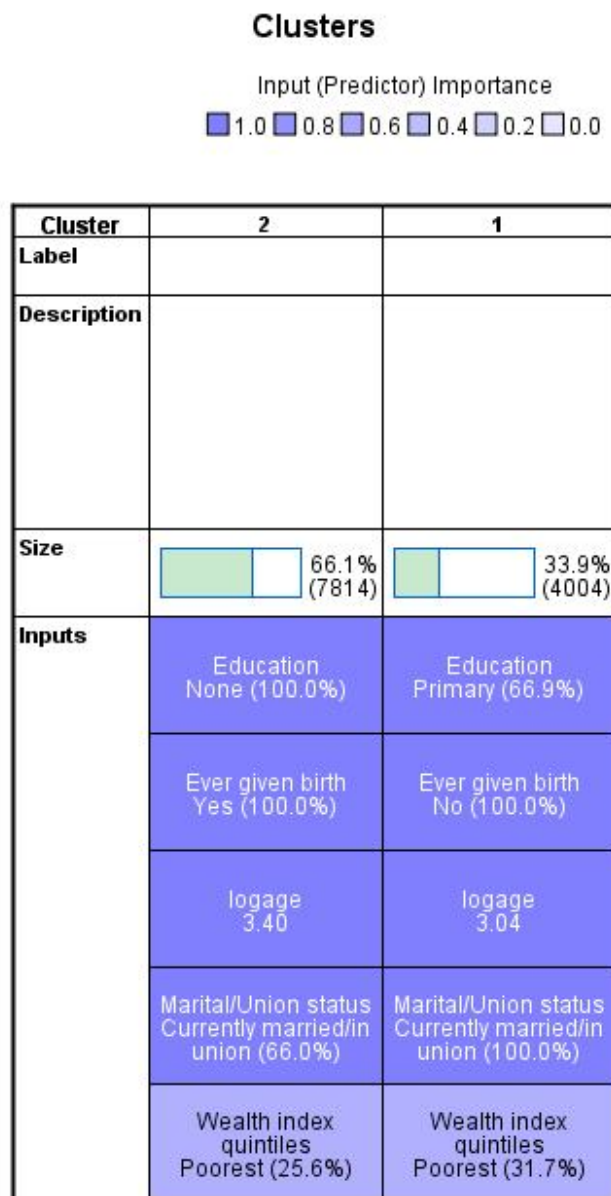 Clusters
Input (Predictor) Importance
1.0 0.8 0.6 0.4 0.2 0.0
Cluster 2 1
Label
Description
Size 66.1% (7814) 33.9% (4004)
Inputs
Education
None (100.0%)
Education
Primary (66.9%)
Ever given birth
Yes (100.0%)
Ever given birth
No (100.0%)
logage
3.40
logage
3.04
Marital/Union status
Currently married/in
union (66.0%)
Marital/Union status
Currently married/in
union (100.0%)
Wealth index
quintiles
Poorest (25.6%)
Wealth index
quintiles
Poorest (31.7%)